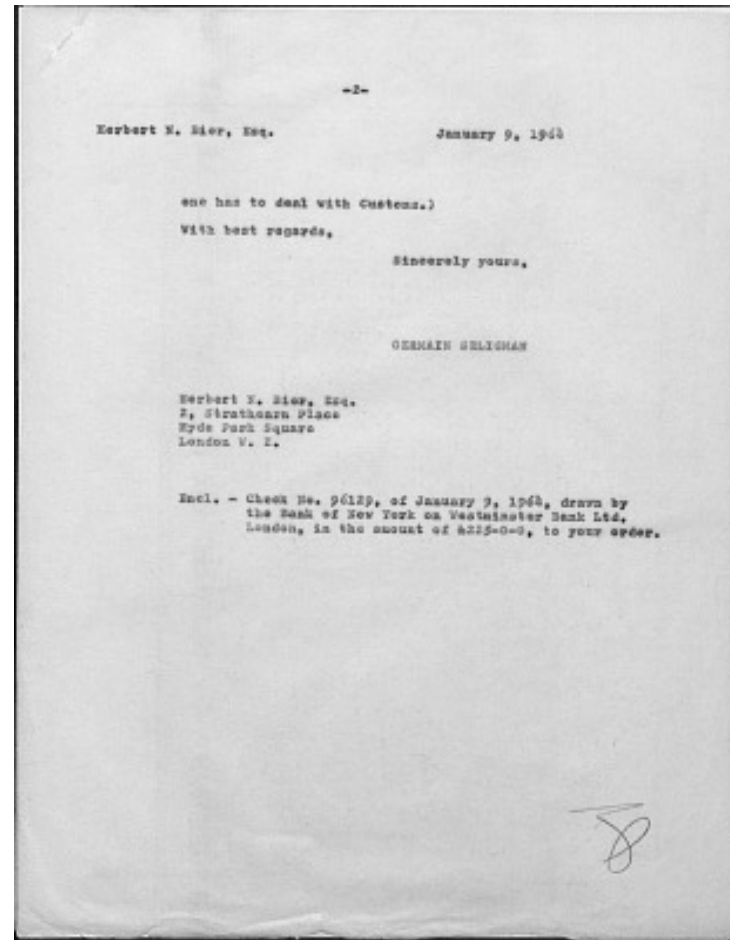 -2-
Herbert N. Bier, Esq. January 9, 1964
one has to deal with Customs.)
With best regards,
Sincerely yours,
GERMAIN SELIGMAN
Herbert N. Bier, Esq.
2, Strathearn Place
Hyde Park Square
London W. 2.
Encl. - Check No. 96129, of January 9, 1964, drawn by
the Bank of New York on Westminster Bank Ltd.
London, in the amount of to your order.